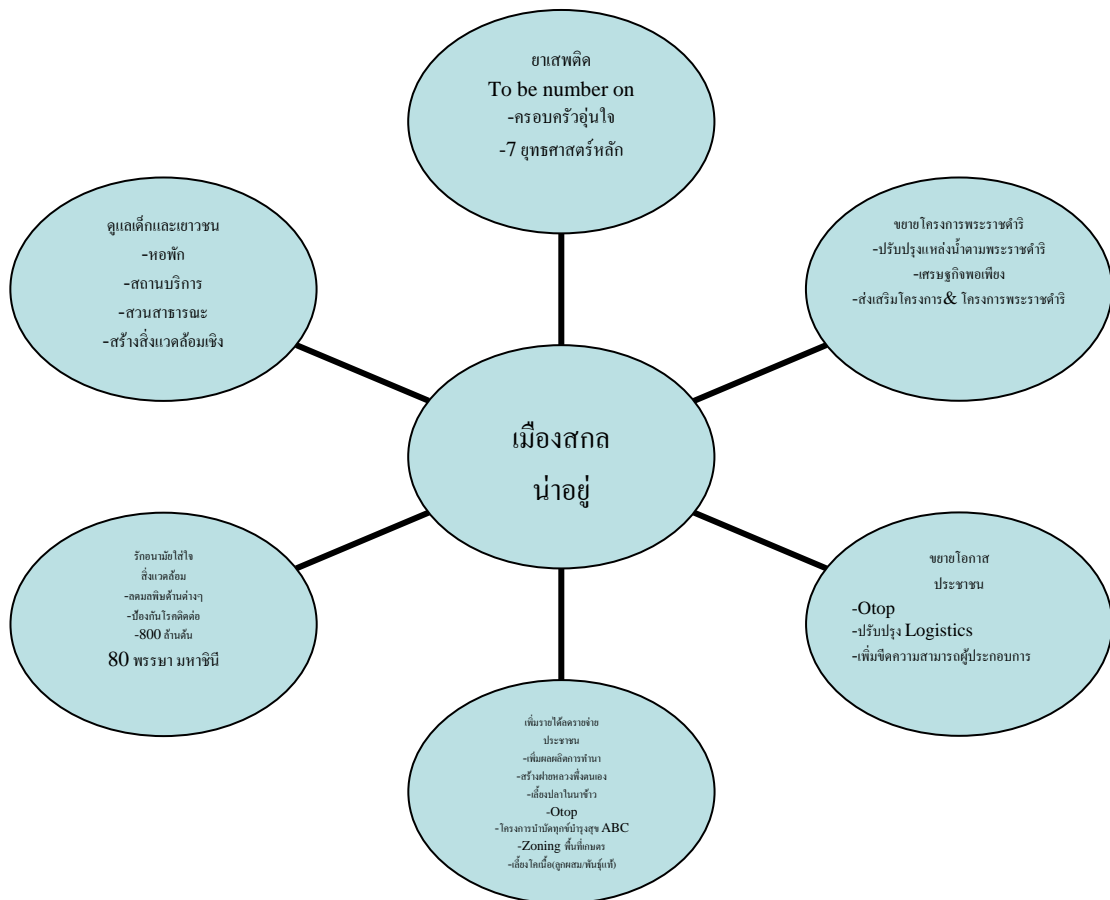 ยาเสพติด
To be number on
-ครอบครัวอุ่นใจ
-7 ยุทธศาสตร์หลัก
ดูแลเด็กและเยาวชน
-หอพัก
-สถานบริการ
-สวนสาธารณะ
-สร้างสิ่งแวดล้อมเชิง
ขยายโครงการพระราชดำริ
-ปรับปรุงแหล่งน้ำตามพระราชดำริ
-เศรษฐกิจพอเพียง
-ส่งเสริมโครงการ& โครงการพระราชดำริ
เมืองสกล
น่าอยู่
รักอนามัยใส่ใจ
สิ่งแวดล้อม
-ลดมลพิษด้านต่างๆ
-ป้องกันโรคติดต่อ
-800 ล้านต้น
80 พรรษา มหาชินี
ขยายโอกาส
ประชาชน
-Otop
-ปรับปรุง Logistics
-เพิ่มขีดความสามารถผู้ประกอบการ
เพิ่มรายได้ลดรายจ่าย
ประชาชน
-เพิ่มผลผลิตการทำนา
-สร้างฝายหลวงพึ่งตนเอง
-เลี้ยงปลาในนาข้าว
-Otop
-โครงการบำบัดทุกข์บำรุงสุข ABC
-Zoning พื้นที่เกษตร
-เลี้ยงโคเนื้อ(ลูกผสม/พันธุ์แท้)